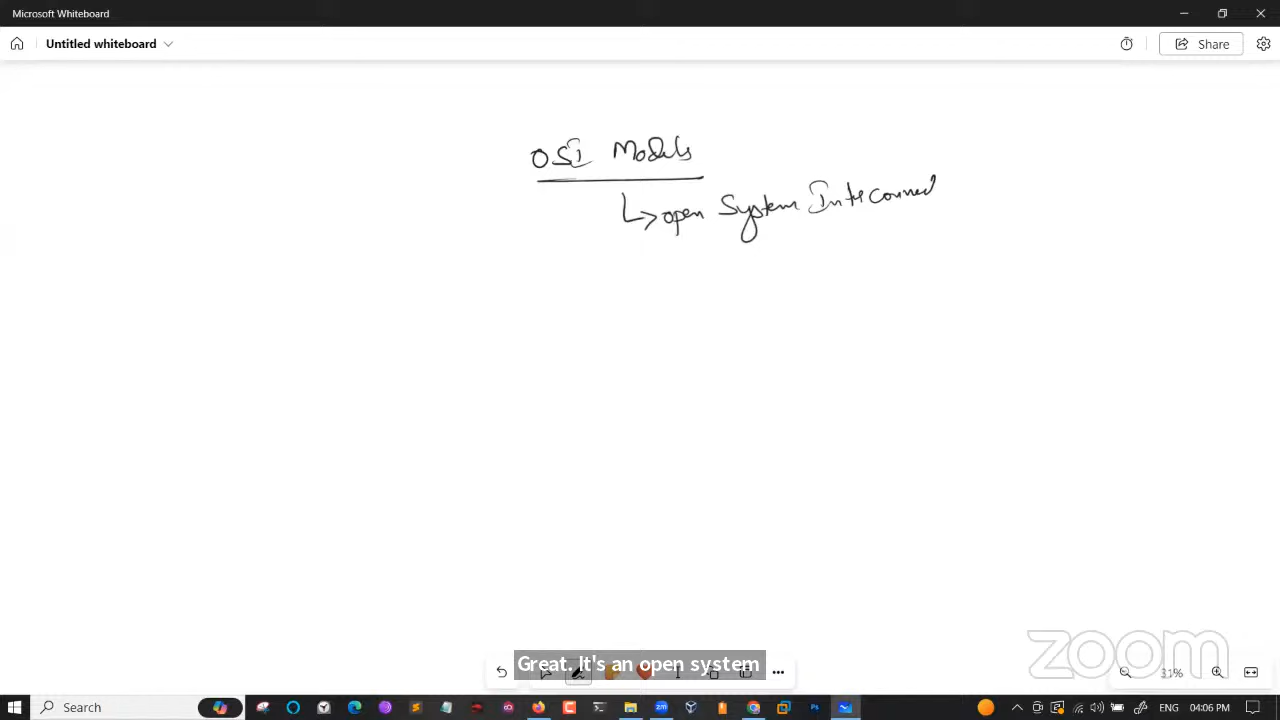 Microsoft Whiteboard
Untitled whiteboard
Share
OSI Models
open System Interconnect
Great. It's an open system
zoom
31%
Search
ENG
04:06 PM